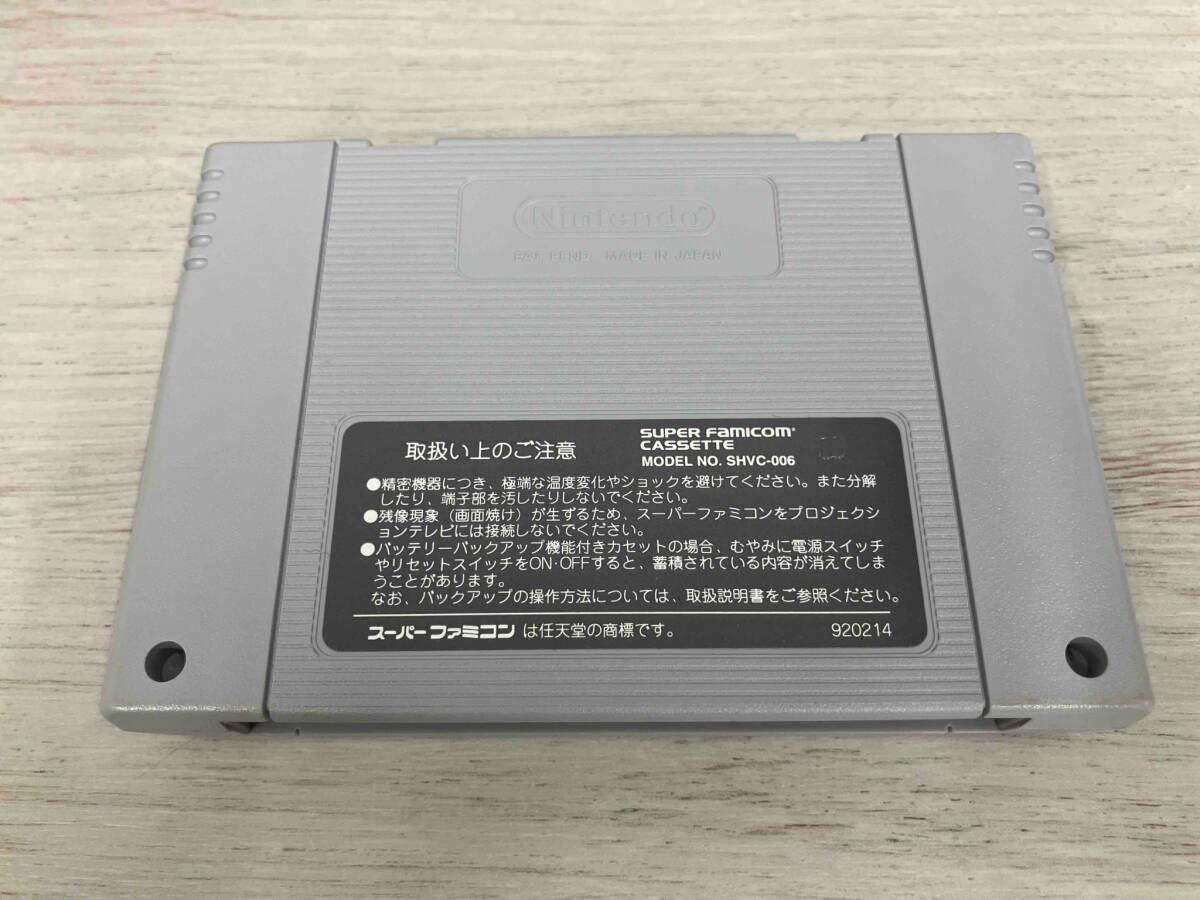 Nintendo
PAT. PEND. MADE IN JAPAN
取扱い上のご注意
SUPER FAMICOM
CASSETTE
MODEL NO. SHVC-006
●精密機器につき、極端な温度変化やショックを避けてください。また分解
したり、端子部を汚したりしないでください。
●残像現象（画面焼け）が生ずるため、スーパーファミコンをプロジェクシ
ョンテレビには接続しないでください。
●バッテリーバックアップ機能付きカセットの場合、むやみに電源スイッチ
やリセットスイッチをON・OFFすると、蓄積されている内容が消えてしま
うことがあります。
なお、バックアップの操作方法については、取扱説明書をご参照ください。
スーパーファミコン は任天堂の商標です。 920214